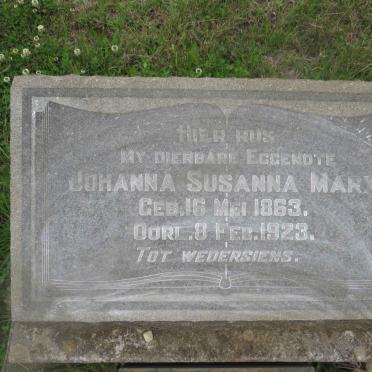 HIER RUS
MY DIERBARE EGGENOTE
JOHANNA SUSANNA MAR
GEB. 16 MEI 1863.
OORL. 8 FEB. 1923.
TOT WEDERSIENS.